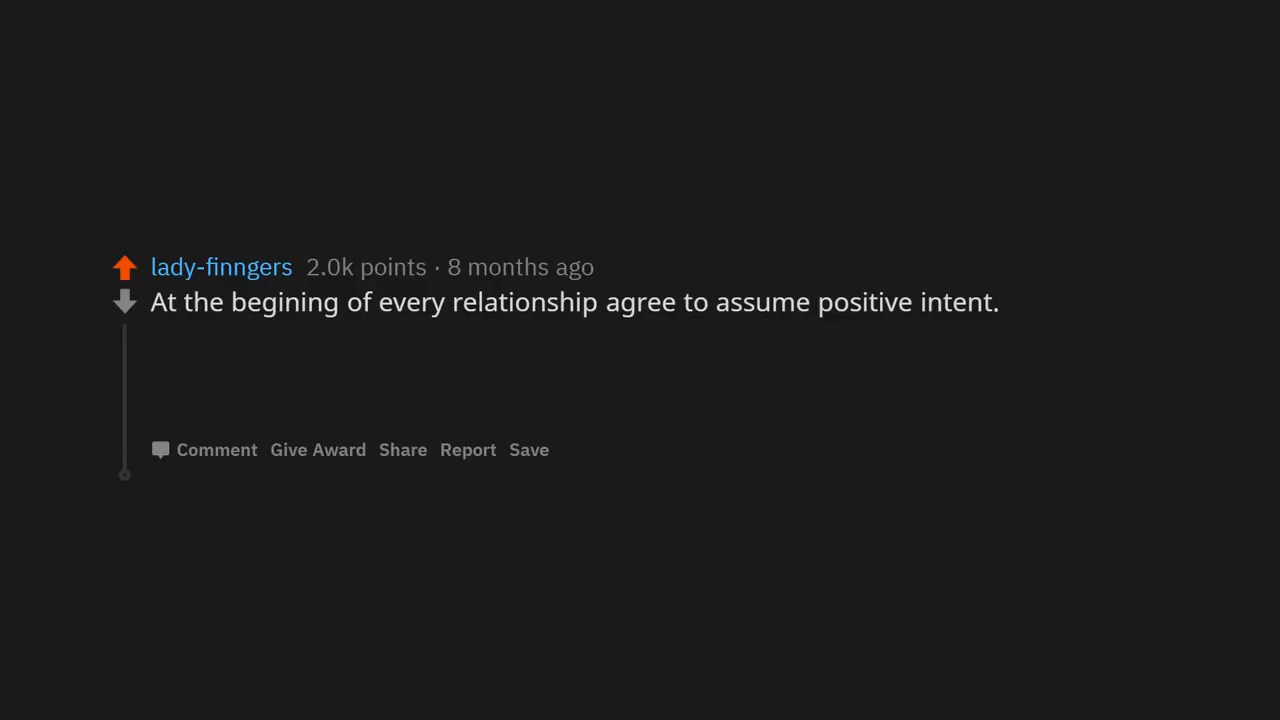 lady-finngers 2.0k points · 8 months ago
At the begining of every relationship agree to assume positive intent.
Comment Give Award Share Report Save